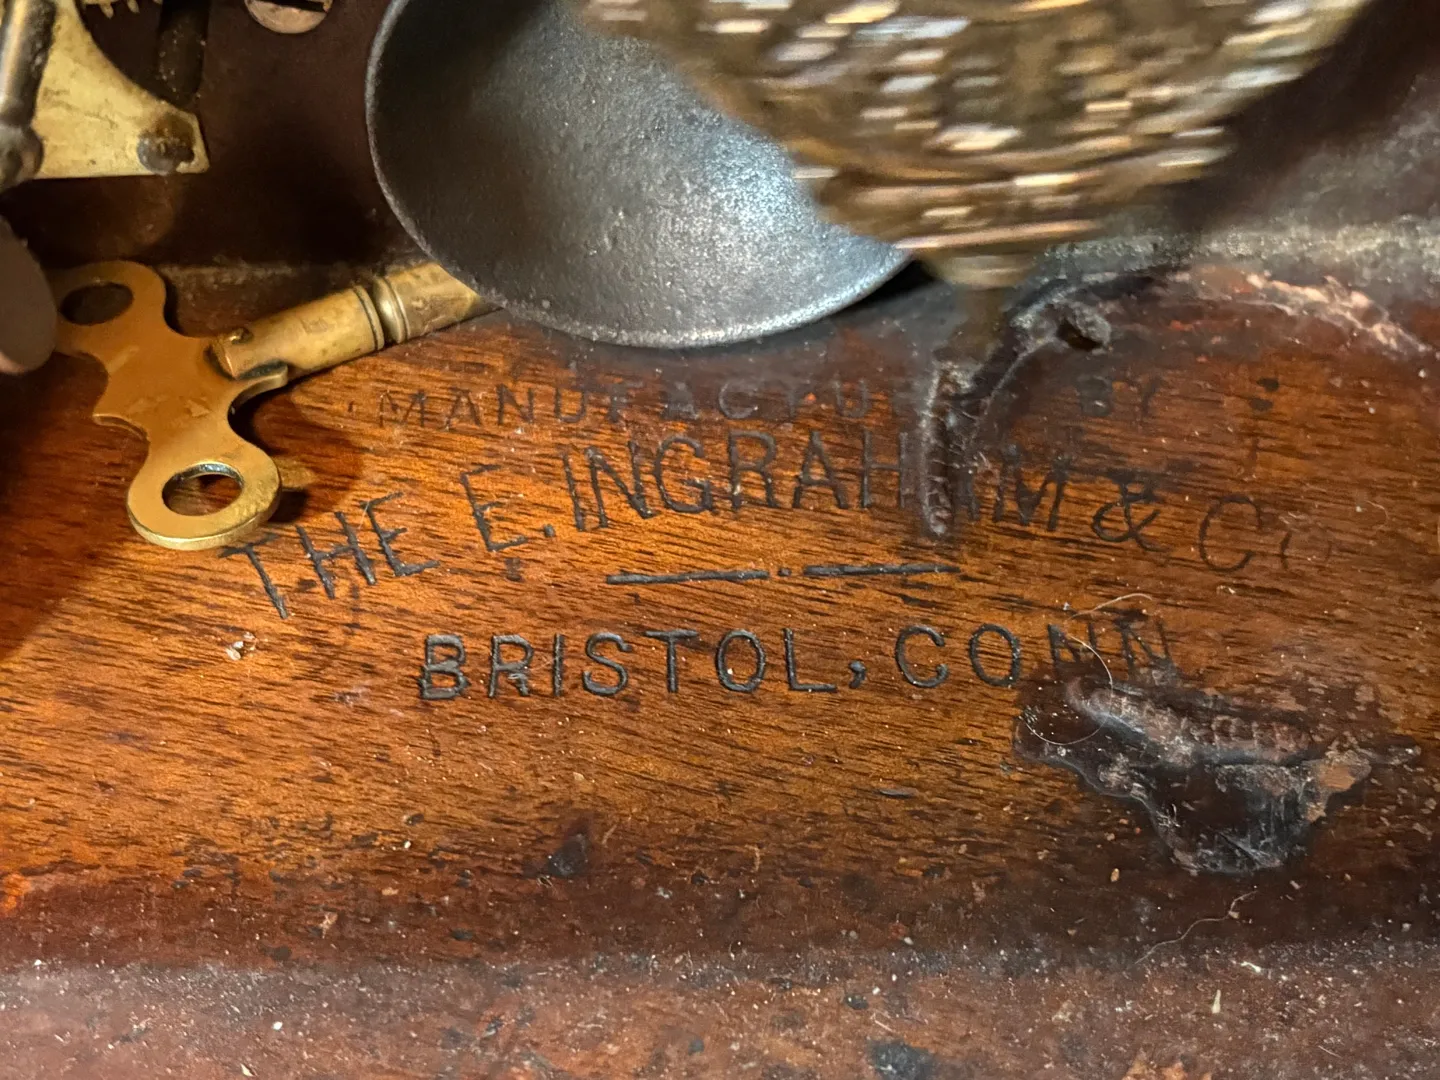 MANUFACTURED BY
THE E. INGRAHAM & Co
BRISTOL, CONN